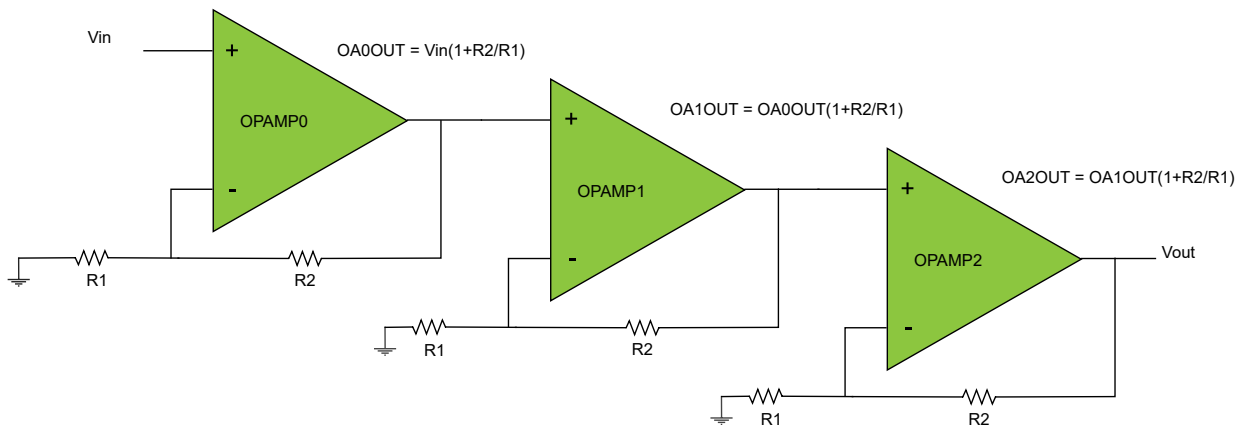 Vin
OA0OUT = Vin(1+R2/R1)
+
OPAMP0
-
R1
R2
OA1OUT = OA0OUT(1+R2/R1)
+
OPAMP1
-
R1
R2
OA2OUT = OA1OUT(1+R2/R1)
+
OPAMP2
-
Vout
R1
R2